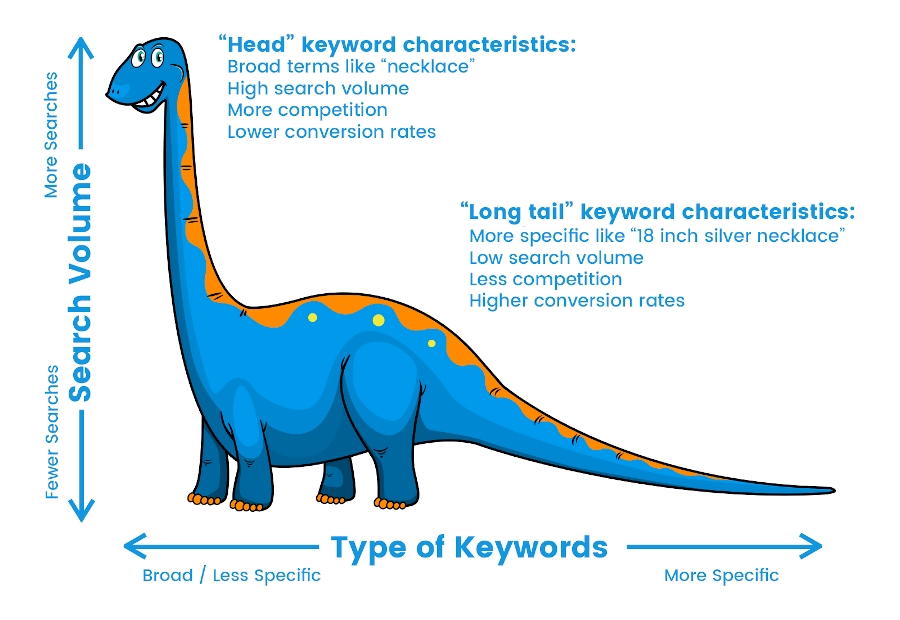 “Head” keyword characteristics:
Broad terms like “necklace”
High search volume
More competition
Lower conversion rates
“Long tail” keyword characteristics:
More specific like “18 inch silver necklace”
Low search volume
Less competition
Higher conversion rates
More Searches
Search Volume
Fewer Searches
Type of Keywords
Broad / Less Specific
More Specific